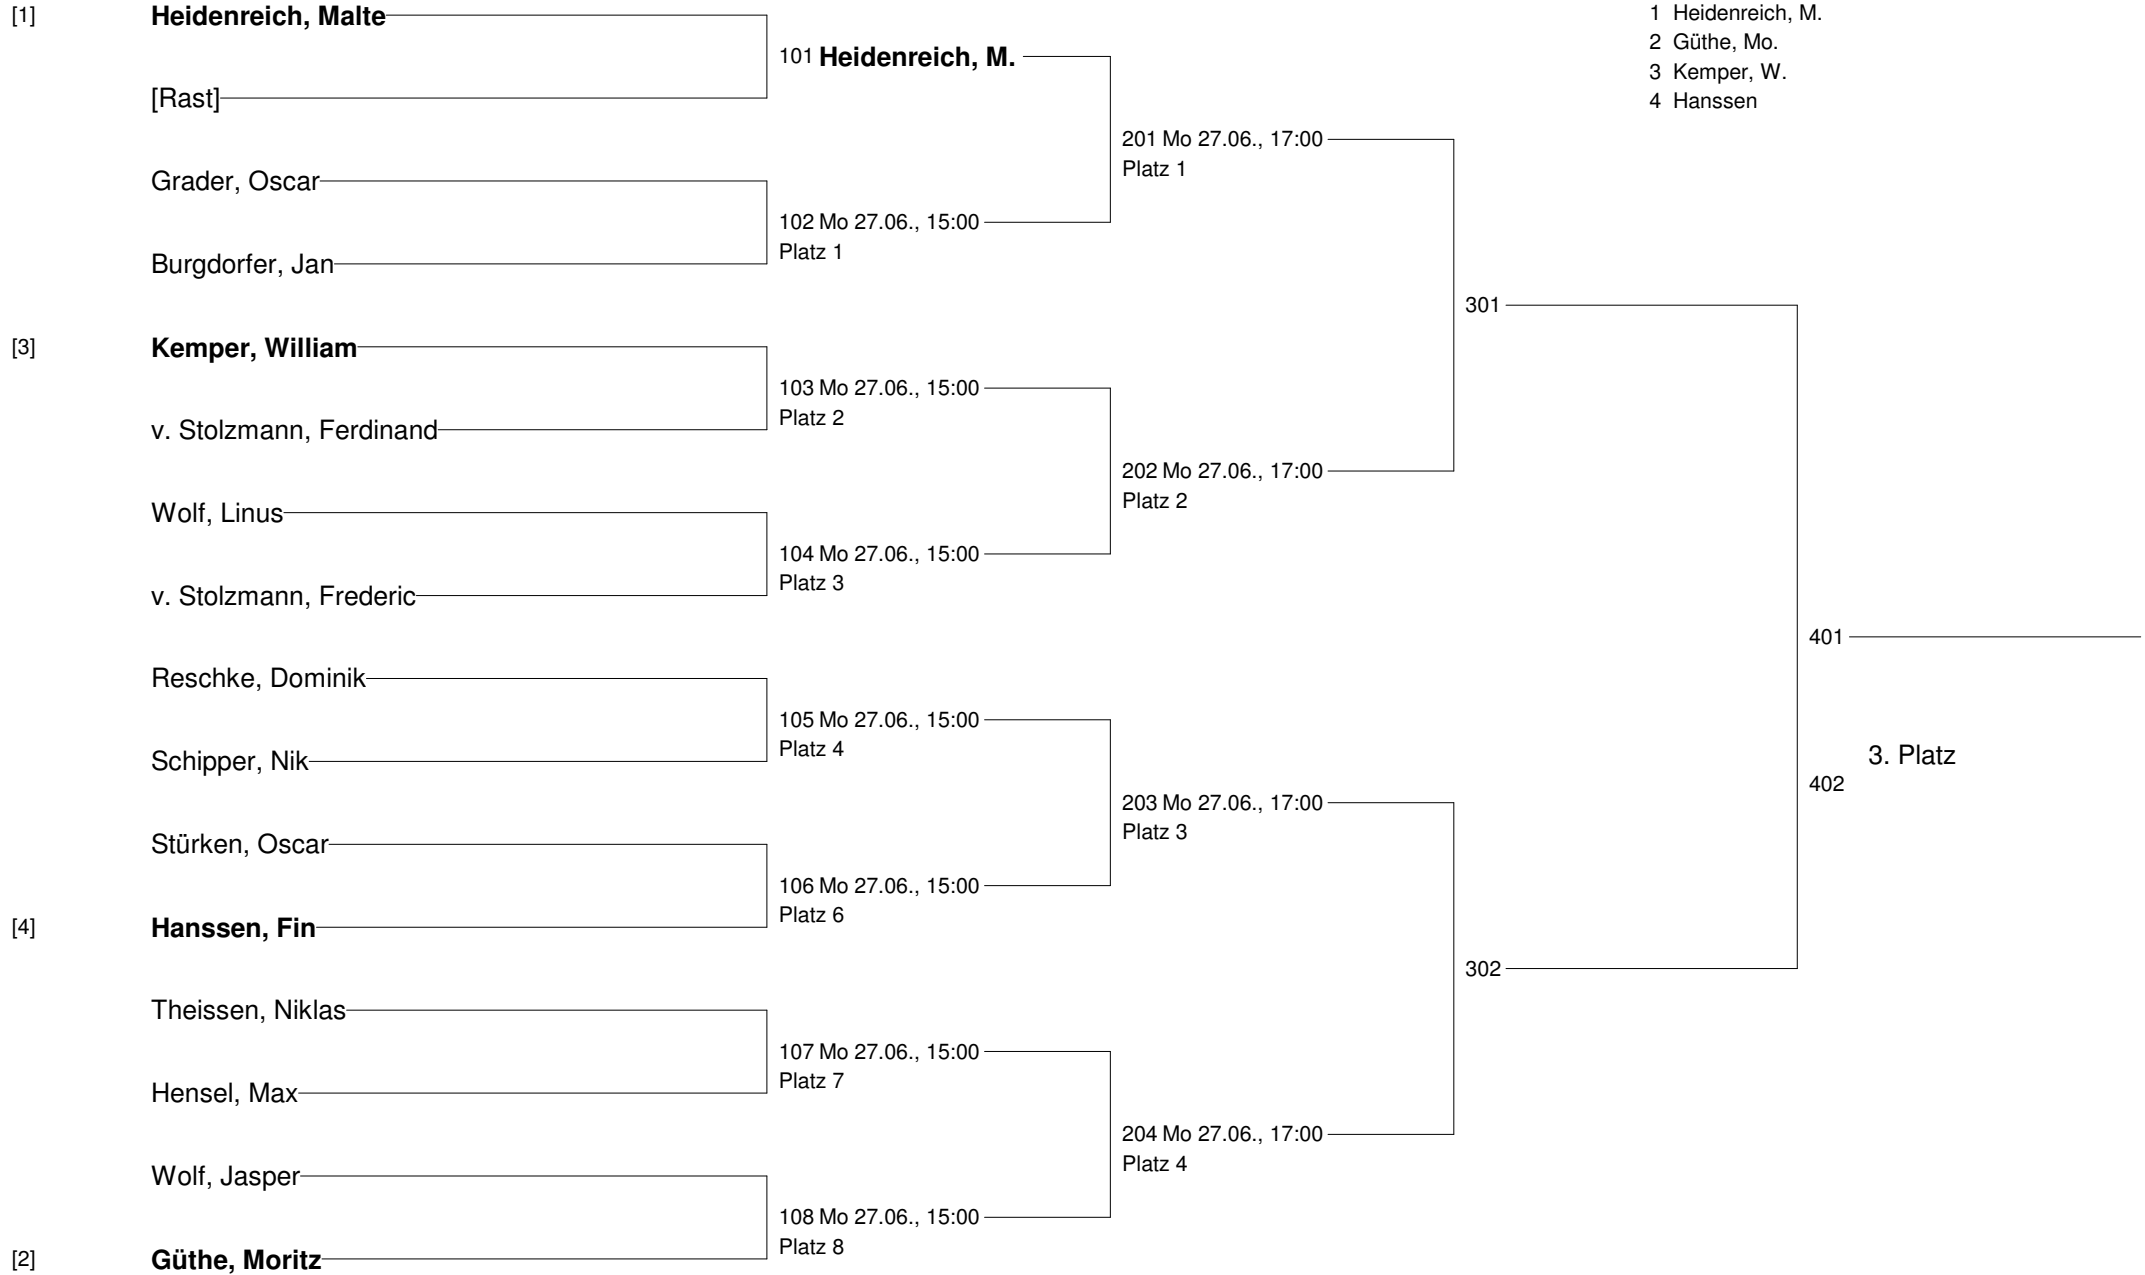 [1] Heidenreich, Malte
1 Heidenreich, M.
101 Heidenreich, M.
2 Güthe, Mo.
3 Kemper, W.
[Rast]
4 Hanssen
201 Mo 27.06., 17:00
Platz 1
Grader, Oscar
102 Mo 27.06., 15:00
Platz 1
Burgdorfer, Jan
301
[3] Kemper, William
103 Mo 27.06., 15:00
Platz 2
v. Stolzmann, Ferdinand
202 Mo 27.06., 17:00
Platz 2
Wolf, Linus
104 Mo 27.06., 15:00
Platz 3
v. Stolzmann, Frederic
401
Reschke, Dominik
105 Mo 27.06., 15:00
Platz 4
3. Platz
Schipper, Nik
402
203 Mo 27.06., 17:00
Platz 3
Stürken, Oscar
106 Mo 27.06., 15:00
Platz 6
[4] Hanssen, Fin
302
Theissen, Niklas
107 Mo 27.06., 15:00
Platz 7
Hensel, Max
204 Mo 27.06., 17:00
Platz 4
Wolf, Jasper
108 Mo 27.06., 15:00
Platz 8
[2] Güthe, Moritz